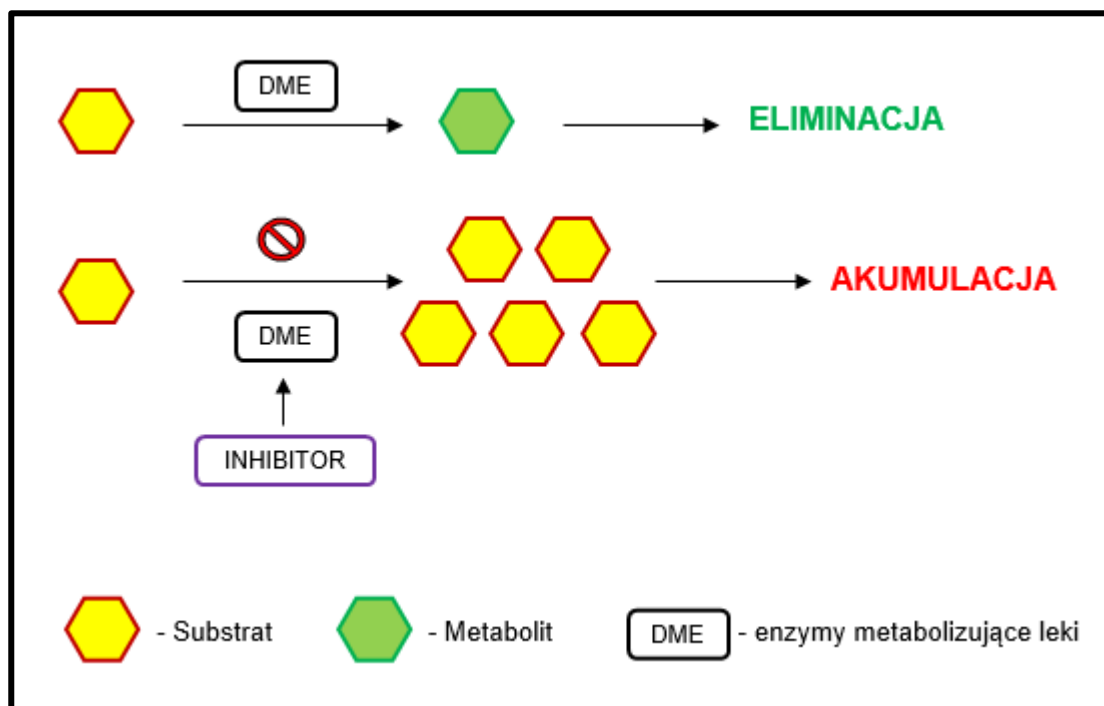 DME
ELIMINACJA
AKUMULACJA
DME
INHIBITOR
- Substrat
- Metabolit
DME - enzymy metabolizujące leki